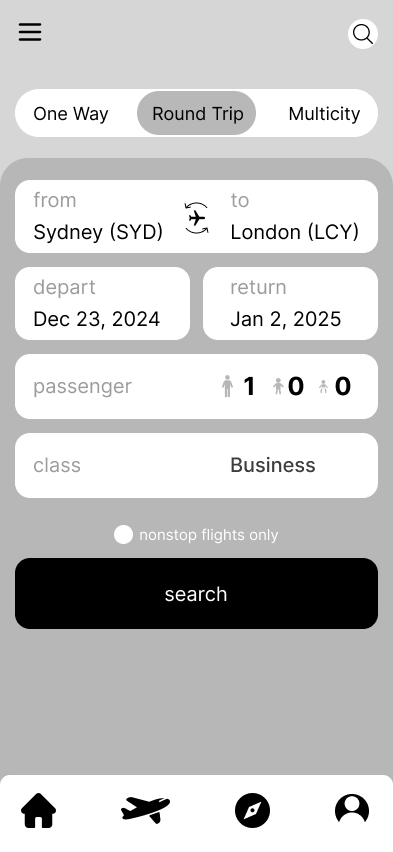 One Way Round Trip Multicity
from to
Sydney (SYD) London (LCY)
depart return
Dec 23, 2024 Jan 2, 2025
passenger 1 0 0
class Business
nonstop flights only
search